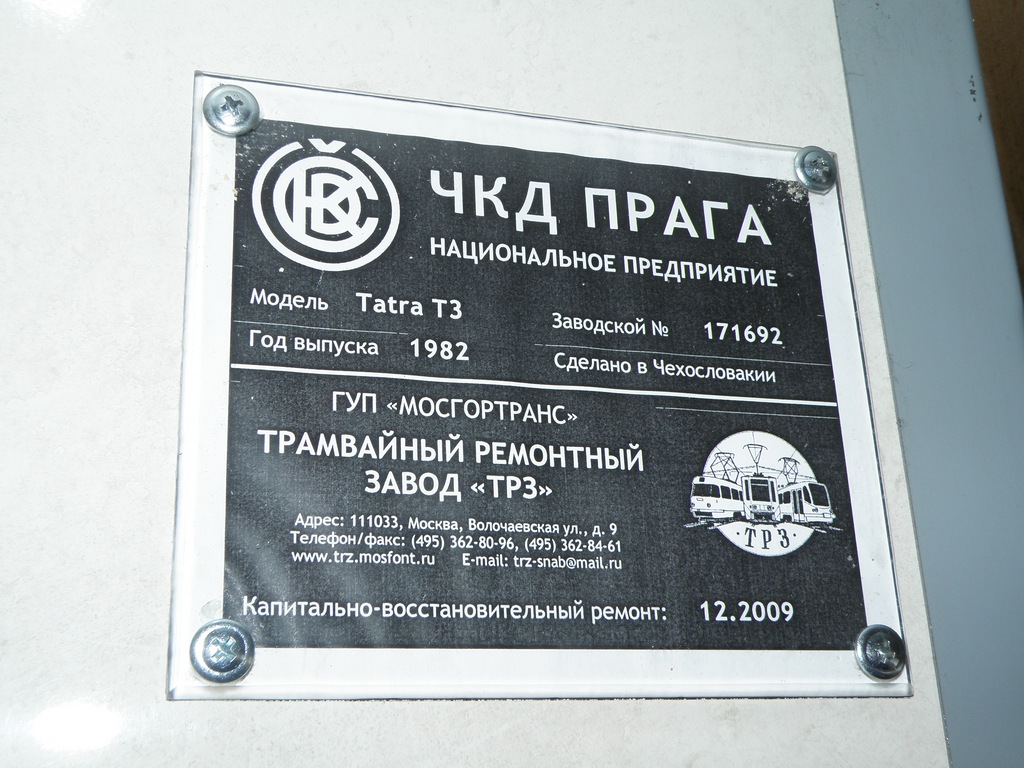 ČKD
ЧКД ПРАГА
НАЦИОНАЛЬНОЕ ПРЕДПРИЯТИЕ
Модель Tatra T3
Заводской № 171692
Год выпуска 1982
Сделано в Чехословакии
ГУП «МОСГОРТРАНС»
ТРАМВАЙНЫЙ РЕМОНТНЫЙ
ЗАВОД «ТРЗ»
Адрес: 111033, Москва, Волочаевская ул., д. 9
Телефон/факс: (495) 362-80-96, (495) 362-84-61
www.trz.mosfont.ru E-mail: trz-snab@mail.ru
ТРЗ
Капитально-восстановительный ремонт: 12.2009